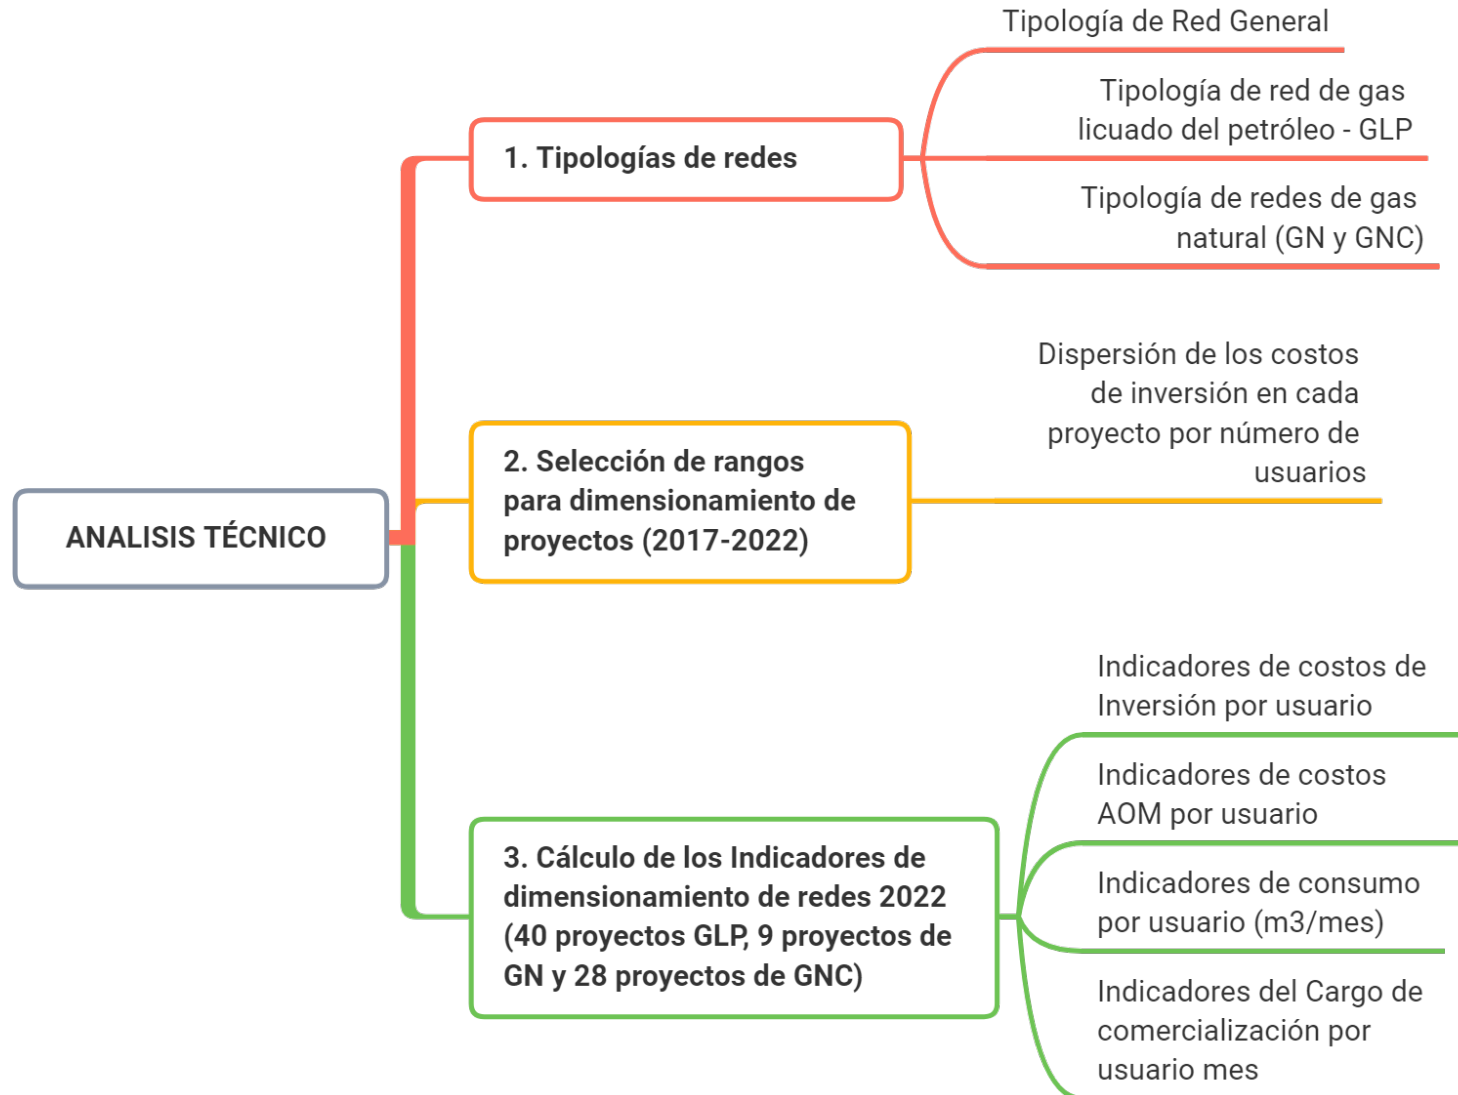 ANALISIS TÉCNICO
1. Tipologías de redes
Tipología de Red General
Tipología de red de gas
licuado del petróleo - GLP
Tipología de redes de gas
natural (GN y GNC)
2. Selección de rangos
para dimensionamiento de
proyectos (2017-2022)
Dispersión de los costos
de inversión en cada
proyecto por número de
usuarios
3. Cálculo de los Indicadores de
dimensionamiento de redes 2022
(40 proyectos GLP, 9 proyectos de
GN y 28 proyectos de GNC)
Indicadores de costos de
Inversión por usuario
Indicadores de costos
AOM por usuario
Indicadores de consumo
por usuario (m3/mes)
Indicadores del Cargo de
comercialización por
usuario mes